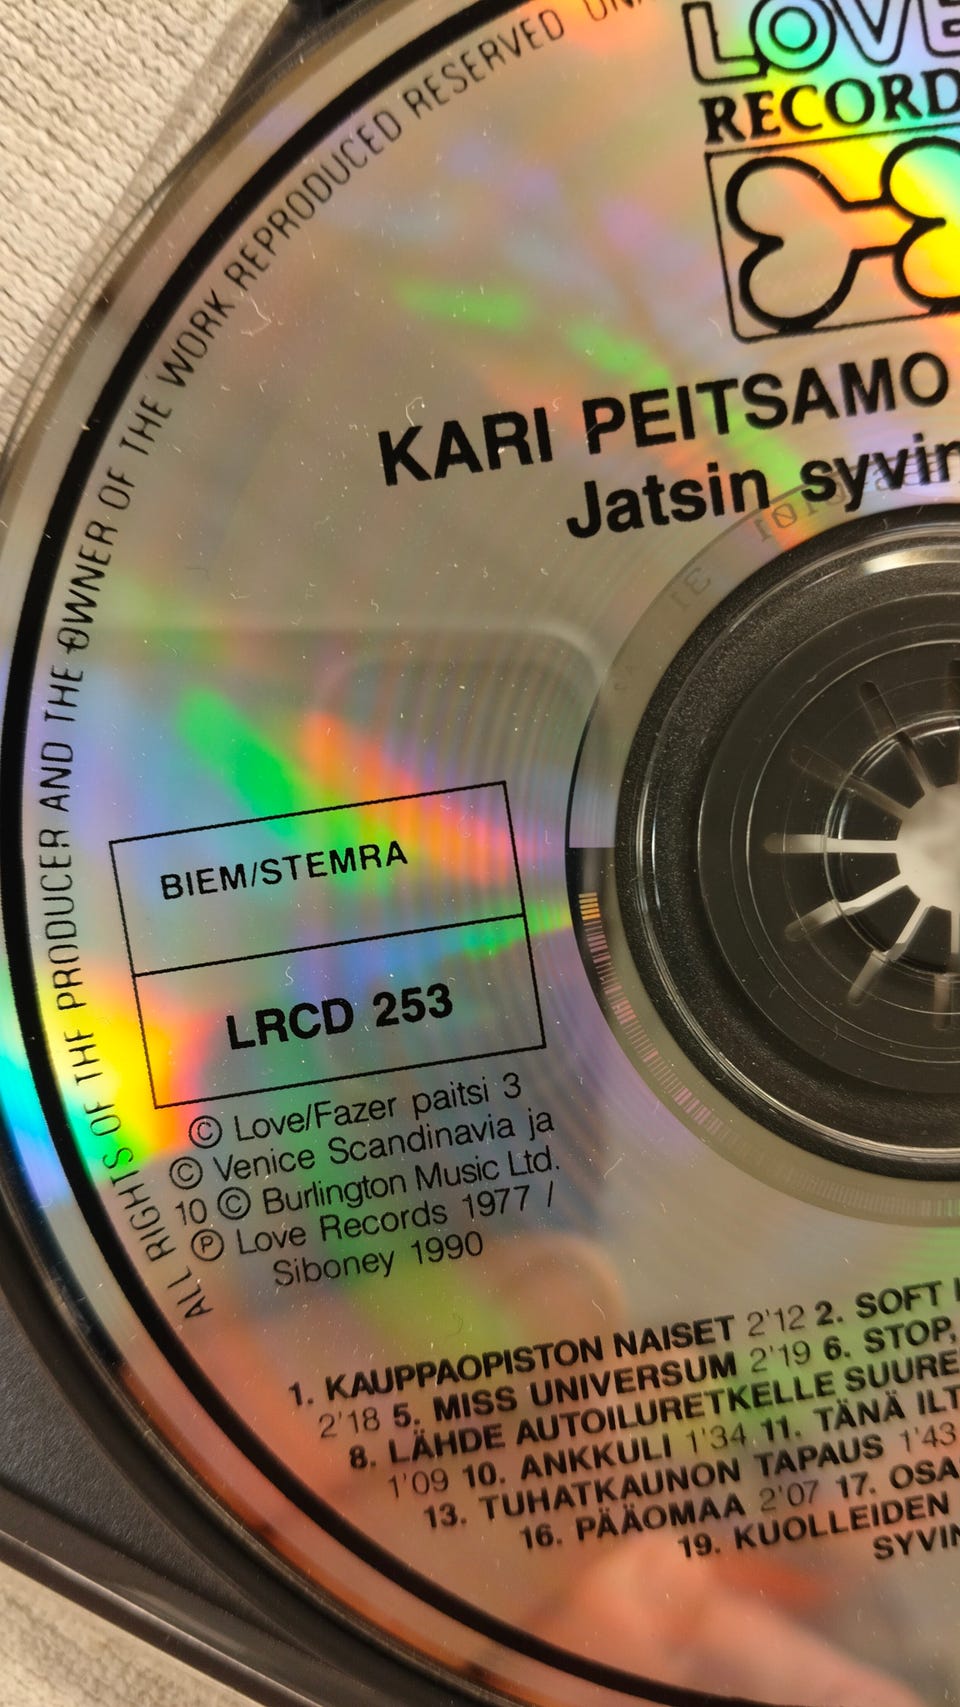 LOVE
RECORD
ALL RIGHTS OF THE PRODUCER AND THE OWNER OF THE WORK REPRODUCED RESERVED
KARI PEITSAMO
Jatsin
BIEM/STEMRA
LRCD 253
© Love/Fazer paitsi 3
© Venice Scandinavia ja
10 © Burlington Music Ltd.
Ⓟ Love Records 1977 /
Siboney 1990
1. KAUPPAOPISTON NAISET 2'12 2. SOFT
2'18 5. MISS UNIVERSUM 2'19 6. STOP,
8. LÄHDE AUTOILURETKELLE SUURE
1'09 10. ANKKULI 1'34 11. TÄNÄ ILT
13. TUHATKAUNON TAPAUS 1'43
16. PÄÄOMAA 2'07 17. OSA
19. KUOLLEIDEN
SYVIN